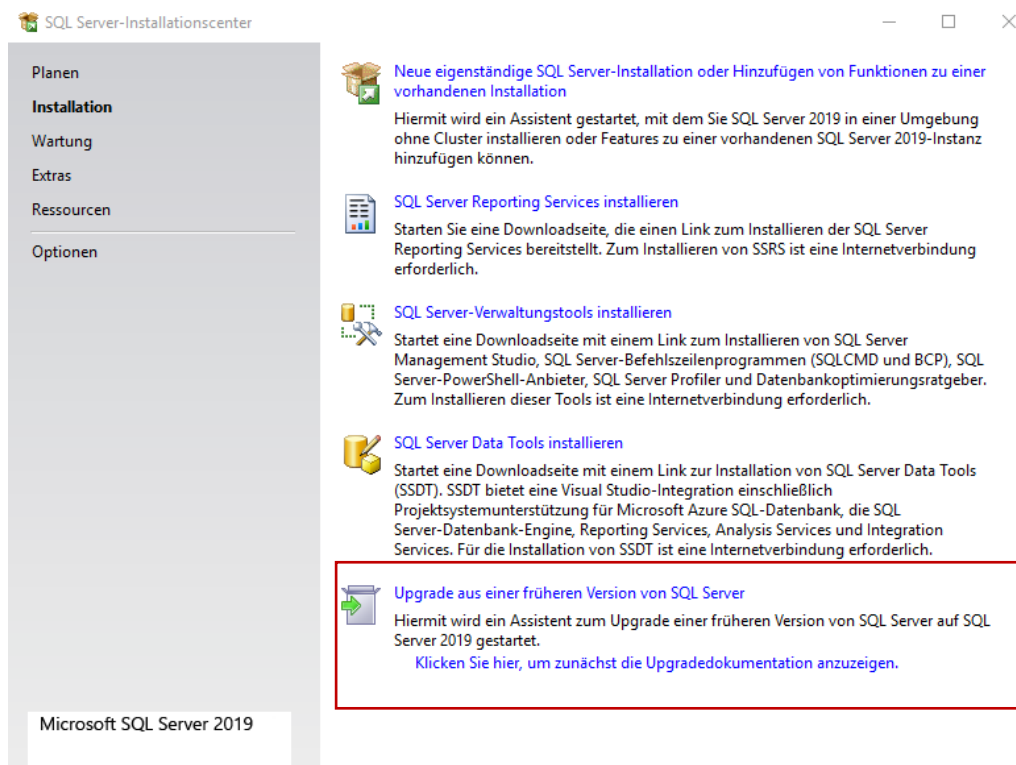 SQL Server-Installationscenter
Planen
Installation
Wartung
Extras
Ressourcen
Optionen
Microsoft SQL Server 2019
Neue eigenständige SQL Server-Installation oder Hinzufügen von Funktionen zu einer
vorhandenen Installation
Hiermit wird ein Assistent gestartet, mit dem Sie SQL Server 2019 in einer Umgebung
ohne Cluster installieren oder Features zu einer vorhandenen SQL Server 2019-Instanz
hinzufügen können.
SQL Server Reporting Services installieren
Starten Sie eine Downloadseite, die einen Link zum Installieren der SQL Server
Reporting Services bereitstellt. Zum Installieren von SSRS ist eine Internetverbindung
erforderlich.
SQL Server-Verwaltungstools installieren
Startet eine Downloadseite mit einem Link zum Installieren von SQL Server
Management Studio, SQL Server-Befehlszeilenprogrammen (SQLCMD und BCP), SQL
Server-PowerShell-Anbieter, SQL Server Profiler und Datenbankoptimierungsratgeber.
Zum Installieren dieser Tools ist eine Internetverbindung erforderlich.
SQL Server Data Tools installieren
Startet eine Downloadseite mit einem Link zur Installation von SQL Server Data Tools
(SSDT). SSDT bietet eine Visual Studio-Integration einschließlich
Projektsystemunterstützung für Microsoft Azure SQL-Datenbank, die SQL
Server-Datenbank-Engine, Reporting Services, Analysis Services und Integration
Services. Für die Installation von SSDT ist eine Internetverbindung erforderlich.
Upgrade aus einer früheren Version von SQL Server
Hiermit wird ein Assistent zum Upgrade einer früheren Version von SQL Server auf SQL
Server 2019 gestartet.
Klicken Sie hier, um zunächst die Upgradedokumentation anzuzeigen.